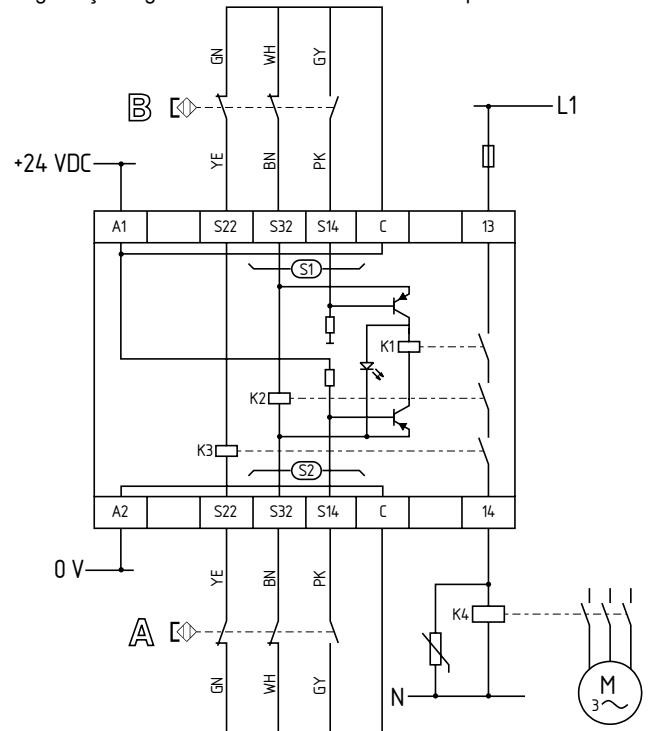 GN WH GY
B
L1
+24 VDC
YE BN PK
A1 S22 S32 S14 C 13
S1
K1
K2
K3
S2
A2 S22 S32 S14 C 14
0 V
YE BN PK
K4
A
M
3
N
GN WH GY